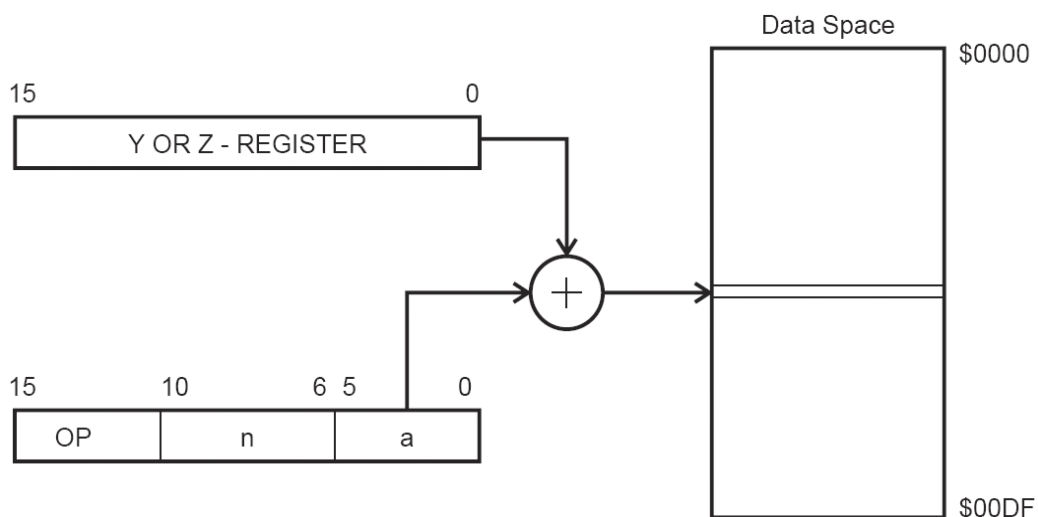 Data Space
$0000
15 0
Y OR Z - REGISTER
+
15 10 6 5 0
OP n a
$00DF